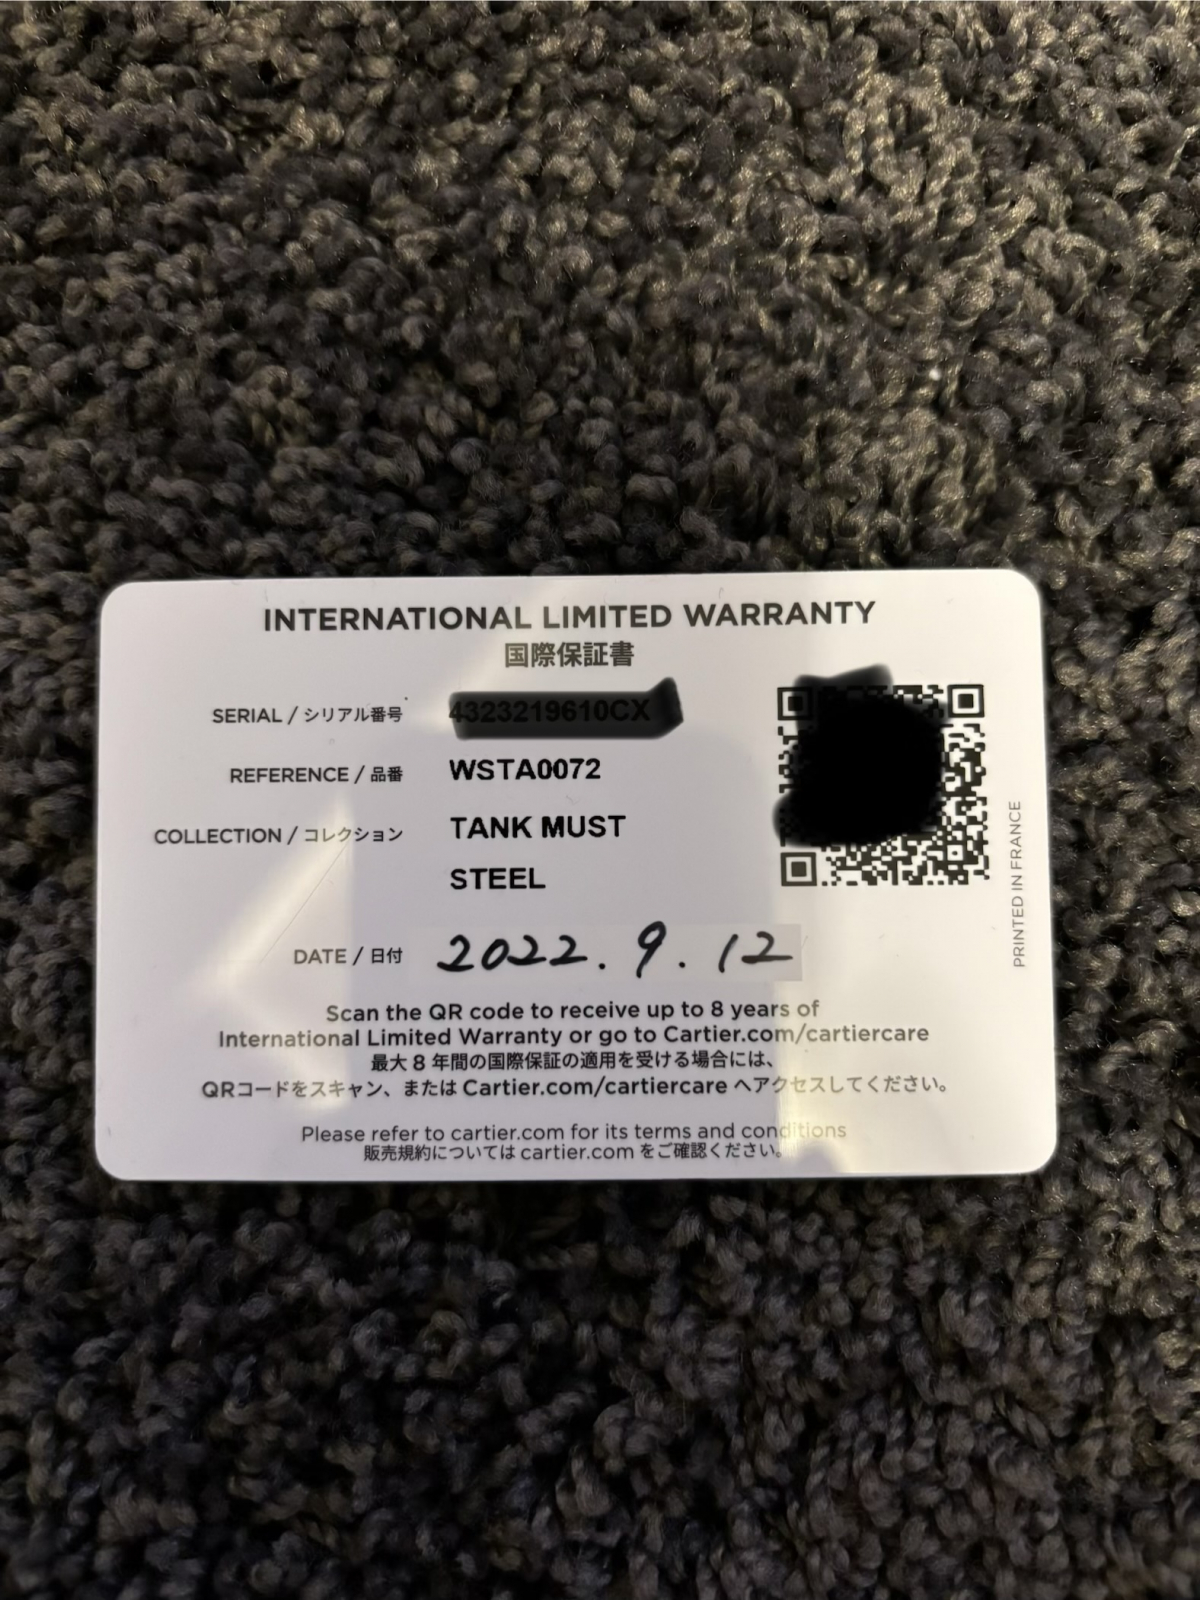 INTERNATIONAL LIMITED WARRANTY
国際保証書
SERIAL / シリアル番号
REFERENCE / 品番 WSTA0072
COLLECTION / コレクション TANK MUST
STEEL
DATE / 日付 2022.9.12
Scan the QR code to receive up to 8 years of
International Limited Warranty or go to Cartier.com/cartiercare
最大 8 年間の国際保証の適用を受ける場合には、
QRコードをスキャン、または Cartier.com/cartiercare へアクセスしてください。
Please refer to cartier.com for its terms and conditions
販売規約については cartier.com をご確認ください。
PRINTED IN FRANCE